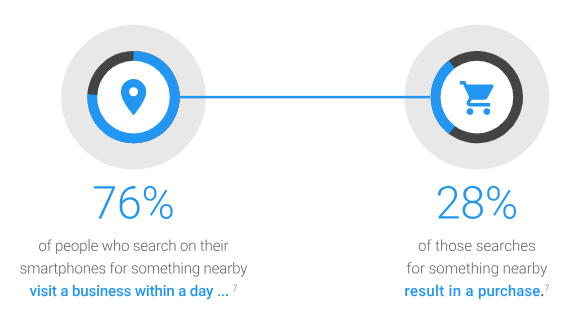 76%
of people who search on their
smartphones for something nearby
visit a business within a day ... 7
28%
of those searches
for something nearby
result in a purchase.7